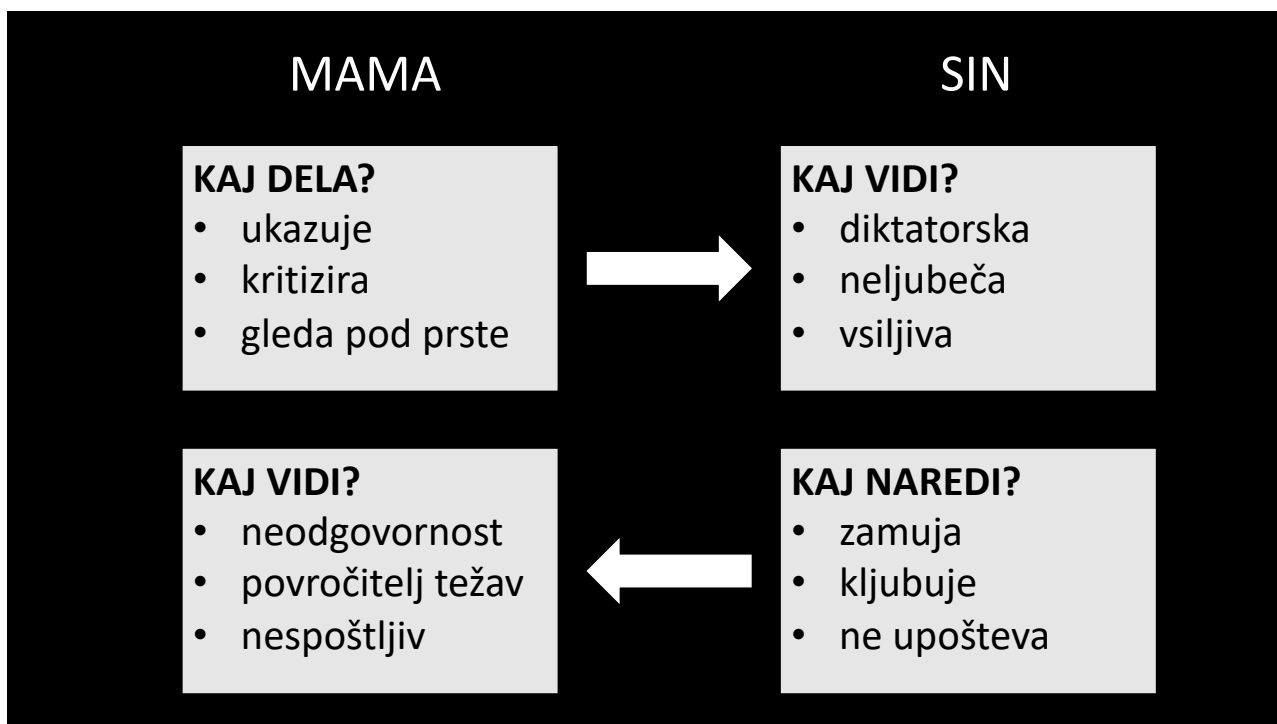 MAMA
SIN
KAJ DELA?
• ukazuje
• kritizira
• gleda pod prste
KAJ VIDI?
• diktatorska
• neljubeča
• vsiljiva
KAJ VIDI?
• neodgovornost
• povročitelj težav
• nespoštljiv
KAJ NAREDI?
• zamuja
• kljubuje
• ne upošteva